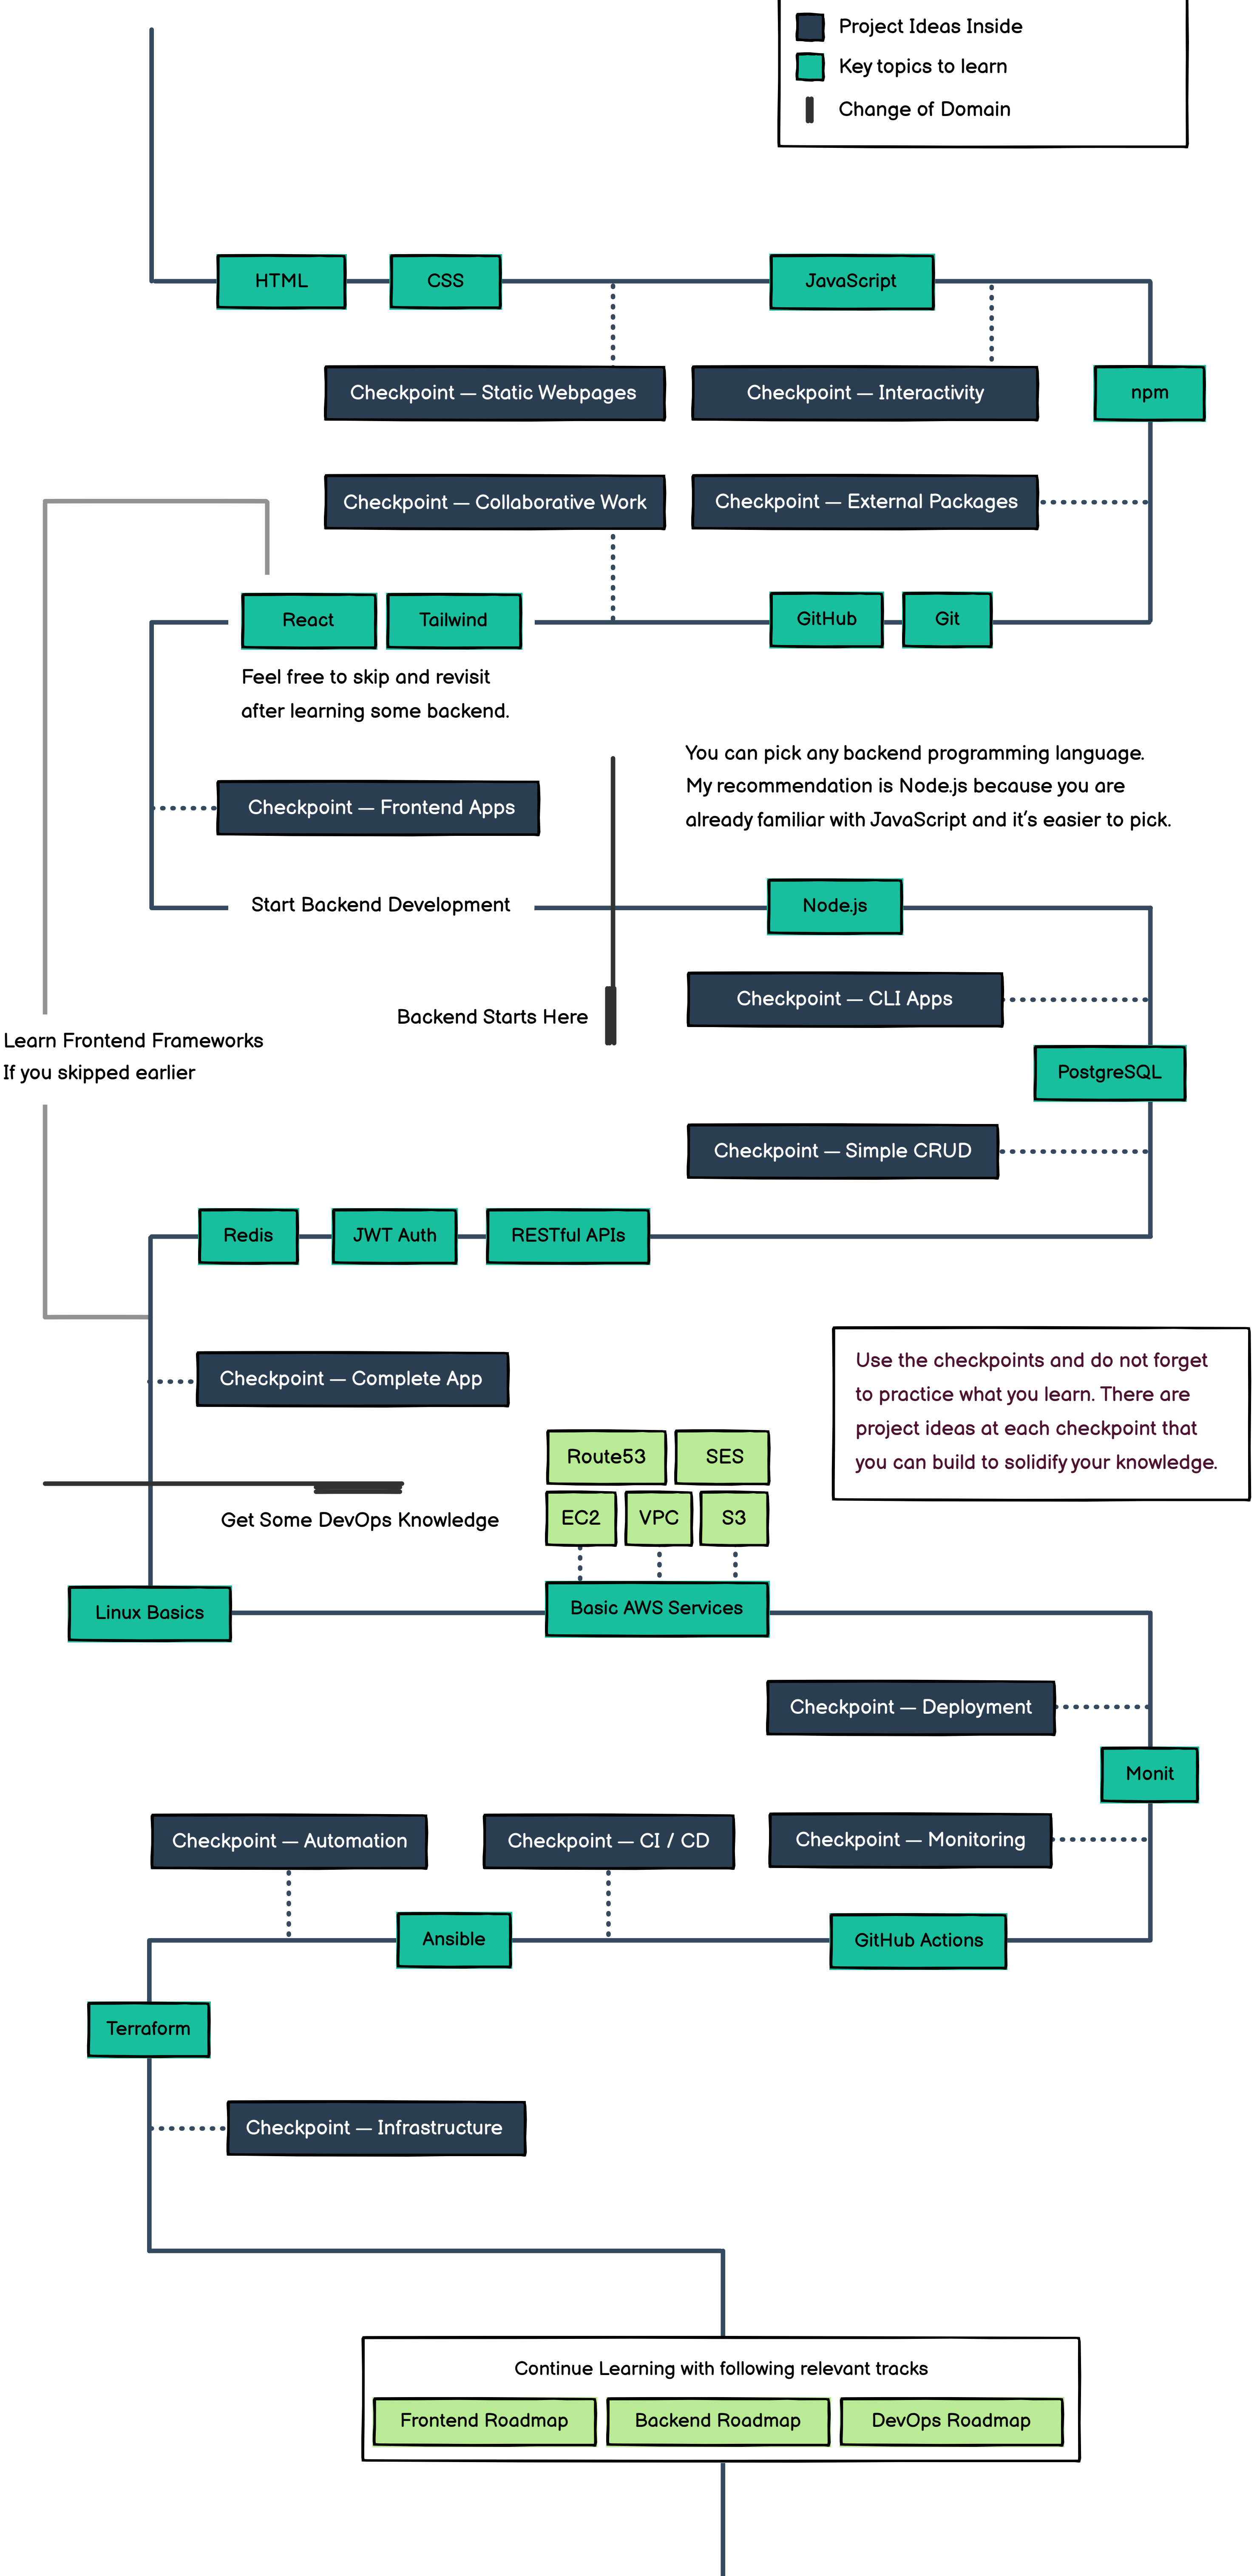 Project Ideas Inside
Key topics to learn
Change of Domain
HTML
CSS
JavaScript
Checkpoint — Static Webpages
Checkpoint — Interactivity
npm
Checkpoint — Collaborative Work
Checkpoint — External Packages
React
Tailwind
GitHub
Git
Feel free to skip and revisit
after learning some backend.
You can pick any backend programming language.
My recommendation is Node.js because you are
already familiar with JavaScript and it's easier to pick.
Checkpoint — Frontend Apps
Start Backend Development
Node.js
Checkpoint — CLI Apps
Backend Starts Here
Learn Frontend Frameworks
If you skipped earlier
PostgreSQL
Checkpoint — Simple CRUD
Redis
JWT Auth
RESTful APIs
Checkpoint — Complete App
Use the checkpoints and do not forget
to practice what you learn. There are
project ideas at each checkpoint that
you can build to solidify your knowledge.
Route53
SES
EC2
VPC
S3
Get Some DevOps Knowledge
Linux Basics
Basic AWS Services
Checkpoint — Deployment
Monit
Checkpoint — Automation
Checkpoint — CI / CD
Checkpoint — Monitoring
Ansible
GitHub Actions
Terraform
Checkpoint — Infrastructure
Continue Learning with following relevant tracks
Frontend Roadmap
Backend Roadmap
DevOps Roadmap